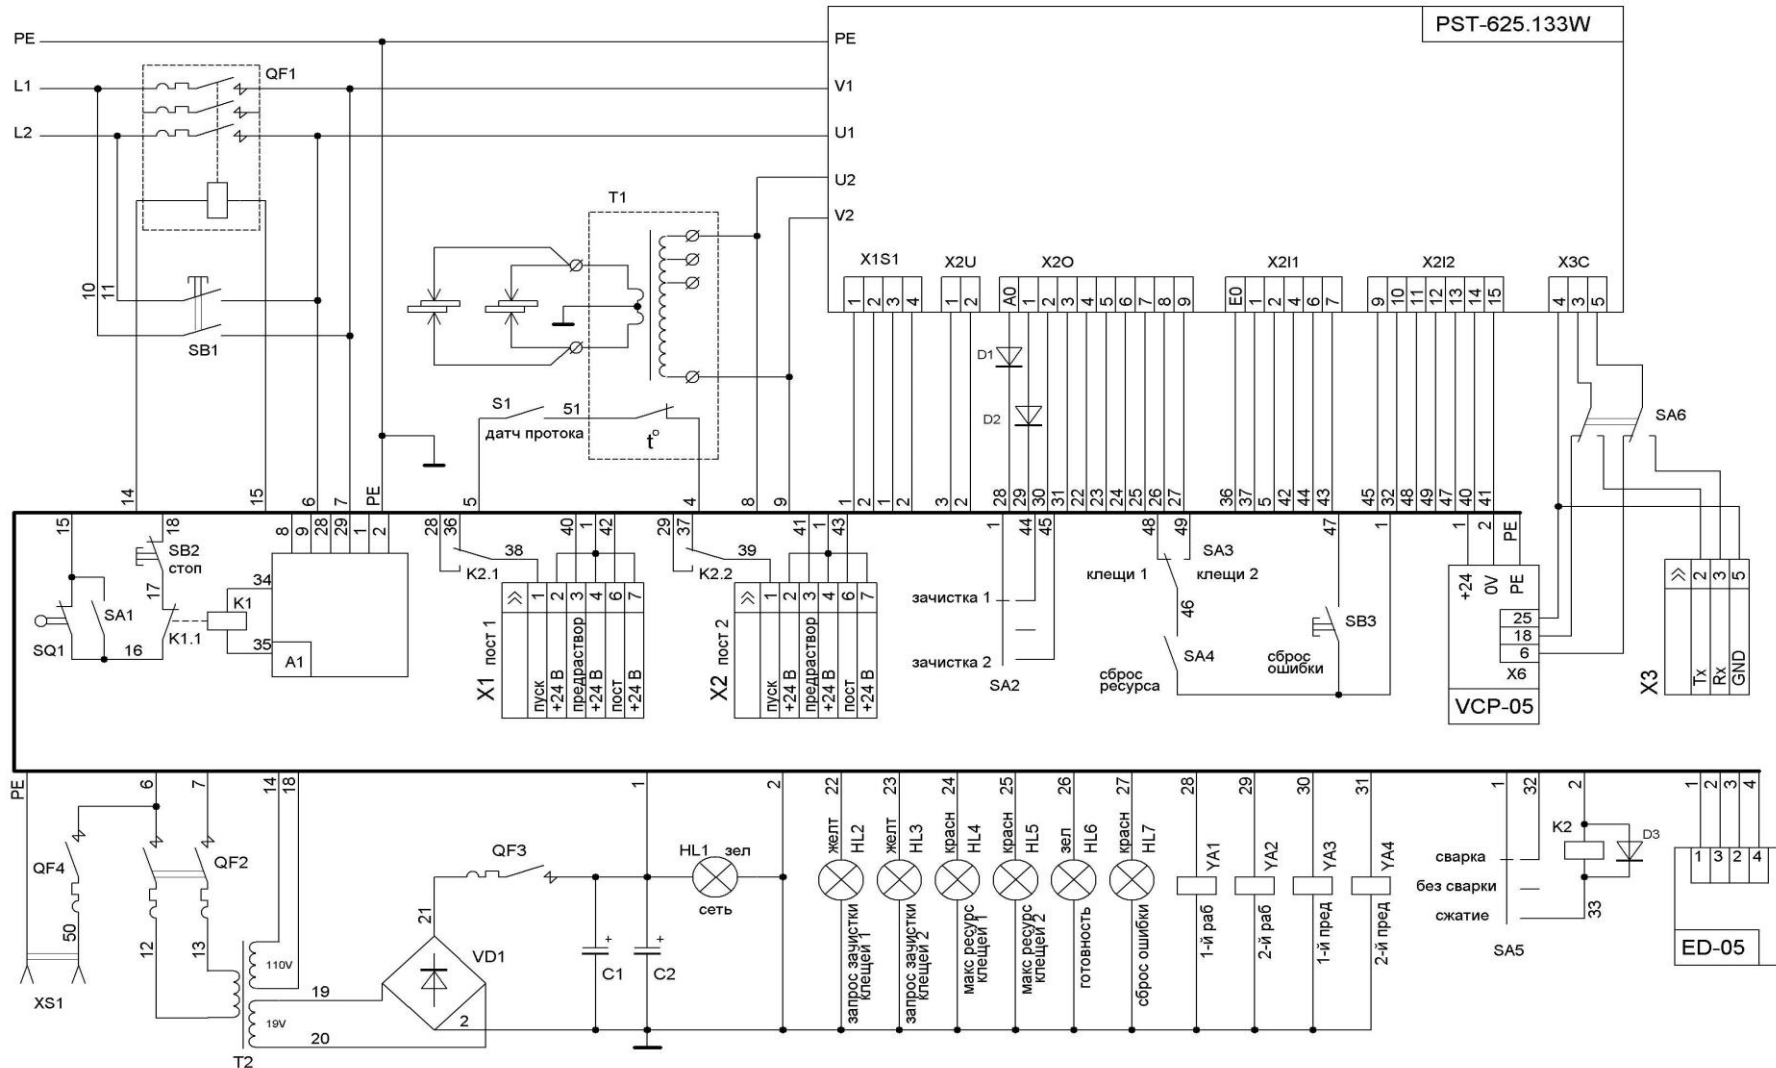 PST-625.133W
PE
PE
L1
QF1
V1
L2
U1
U2
V2
T1
X1S1 X2U X2O X2I1 X2I2 X3C
1 2 3 4
1 2
A0 1 2 3 4 5 6 7 8 9
E0 1 2 4 6 7
9 10 11 12 13 14 15
4 3 5
10 11
SB1
D1
D2
S1 51
датч протока
t°
SA6
14 15 6 7 PE 5 4 8 9
1 2 1 2
3 2
28 29 30 31 22 23 24 25 26 27
36 37 5 42 44 43
45 32 48 49 47 40 41
15 18
SB2
стоп
17
SA1
SQ1
16
K1.1
K1
34
35
A1
8 9 28 29 1 2
28 36
38
K2.1
40 1 42
X1 пост 1
1 2 3 4 6 7
пуск
+24 В
предраствор
+24 В
пост
+24 В
29 37
39
K2.2
41 1 43
X2 пост 2
1 2 3 4 6 7
пуск
+24 В
предраствор
+24 В
пост
+24 В
1 44 45
зачистка 1
зачистка 2
SA2
48 49
SA3
клещи 1
клещи 2
46
SA4
сброс
ресурса
47 1
SB3
сброс
ошибки
1 2 PE
+24 0V PE
25
18
6
X6
VCP-05
X3
2 3 5
Tx Rx GND
PE
6 7 14 18
QF4
QF2
50
12 13
XS1
110V
19V
T2
19
20
21
QF3
VD1
2
1 2
HL1 зел
сеть
+
C1
+
C2
22 23 24 25 26 27 28 29 30 31
желт HL2
запрос зачистки
клещей 1
желт HL3
запрос зачистки
клещей 2
красн HL4
макс ресурс
клещей 1
красн HL5
макс ресурс
клещей 2
зел HL6
готовность
красн HL7
сброс ошибки
YA1
1-й раб
YA2
2-й раб
YA3
1-й пред
YA4
2-й пред
1 32
сварка
без сварки
сжатие
SA5
2
K2
D3
33
1 2 3 4
1 3 2 4
ED-05